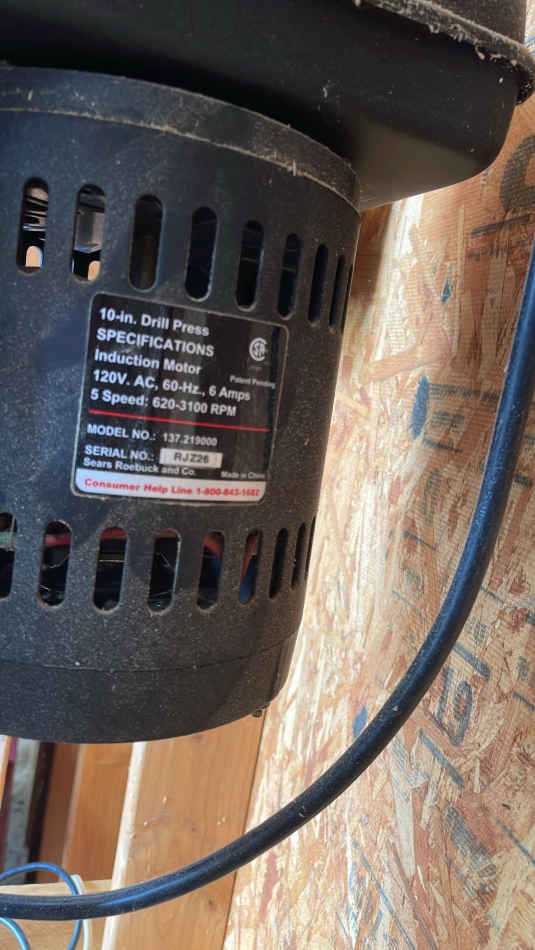 10-in. Drill Press
SPECIFICATIONS
Induction Motor
120V. AC, 60-Hz., 6 Amps
5 Speed: 620-3100 RPM
Patent Pending
MODEL NO.: 137.219000
SERIAL NO.: RJZ26
Sears Roebuck and Co.
Made in China
Consumer Help Line 1-800-843-1682